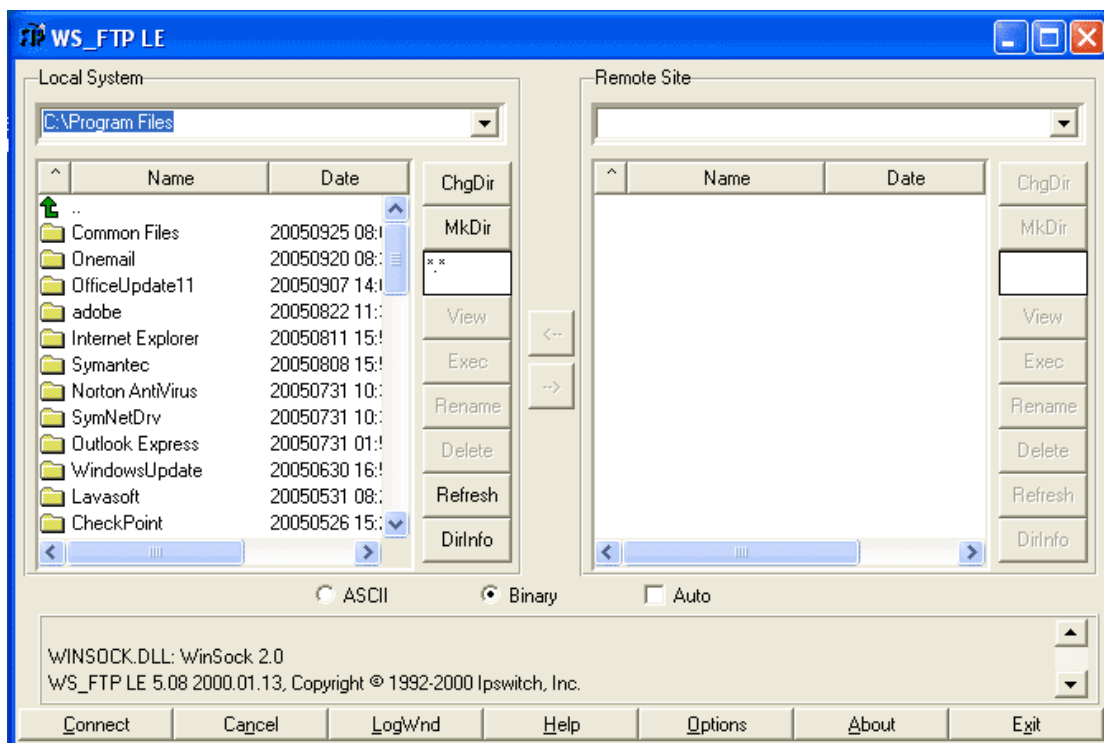 WS_FTP LE
Local System
C:\Program Files
^ Name Date
..
Common Files 20050925 08:
Onemail 20050920 08:
OfficeUpdate11 20050907 14:
adobe 20050822 11:
Internet Explorer 20050811 15:
Symantec 20050808 15:
Norton AntiVirus 20050731 10:
SymNetDrv 20050731 10:
Outlook Express 20050731 01:
WindowsUpdate 20050630 16:
Lavasoft 20050531 08:
CheckPoint 20050526 15:
ChgDir
MkDir
*.*
View
Exec
Rename
Delete
Refresh
DirInfo
<--
-->
Remote Site
^ Name Date
ChgDir
MkDir
View
Exec
Rename
Delete
Refresh
DirInfo
ASCII Binary Auto
WINSOCK.DLL: WinSock 2.0
WS_FTP LE 5.08 2000.01.13, Copyright © 1992-2000 Ipswitch, Inc.
Connect Cancel LogWnd Help Options About Exit